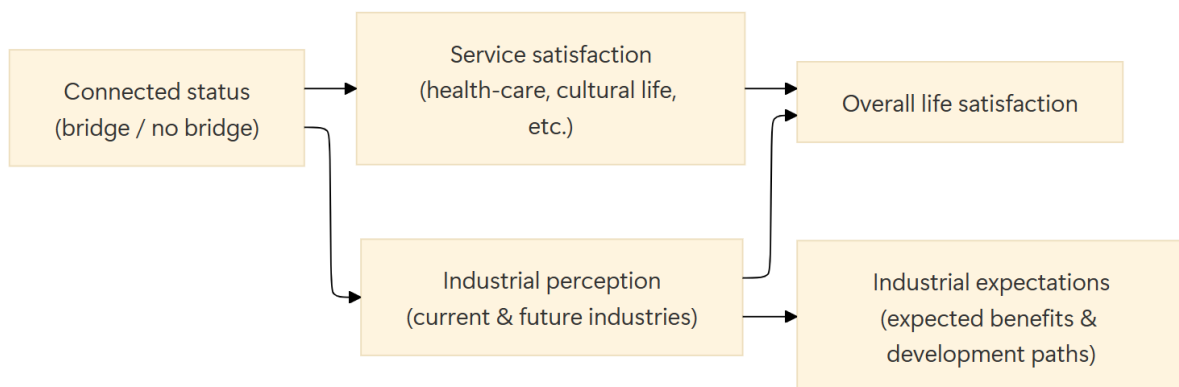 Connected status
(bridge / no bridge)
Service satisfaction
(health-care, cultural life,
etc.)
Overall life satisfaction
Industrial perception
(current & future industries)
Industrial expectations
(expected benefits &
development paths)